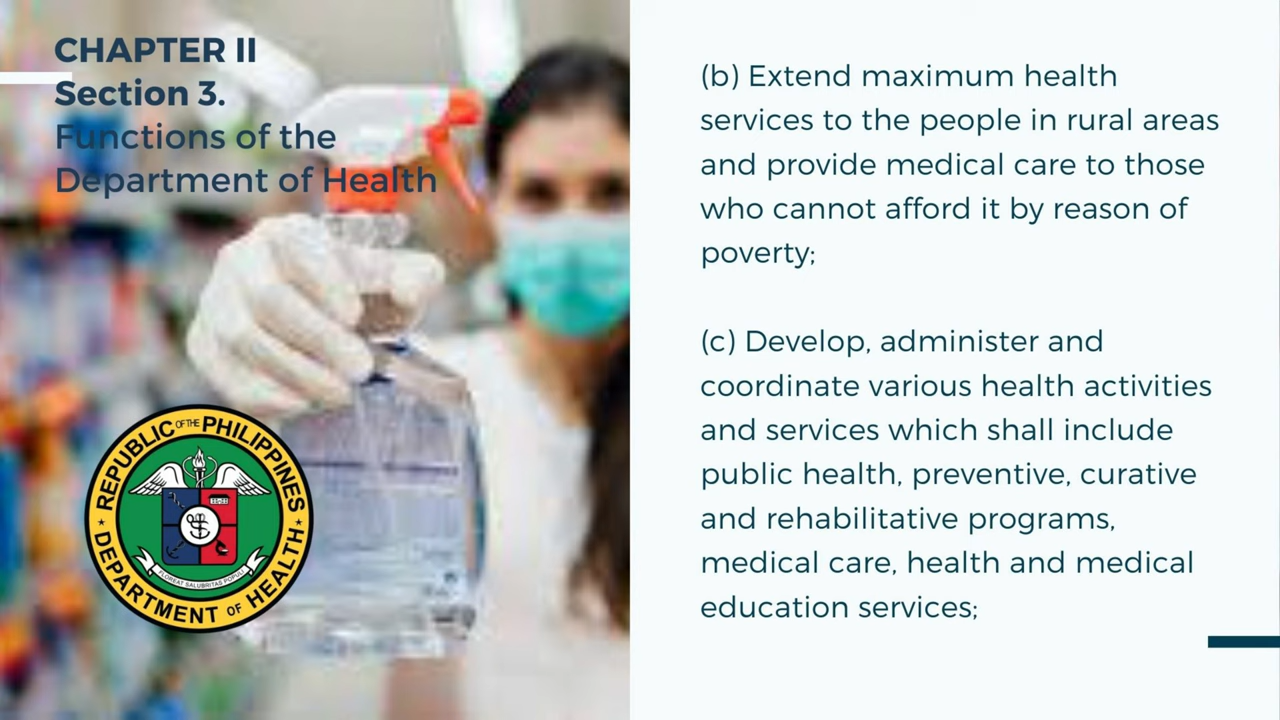 CHAPTER II
Section 3.
Functions of the
Department of Health
REPUBLIC OF THE PHILIPPINES
FLOREAT SALUBRITAS POPULI
DEPARTMENT OF HEALTH
(b) Extend maximum health
services to the people in rural areas
and provide medical care to those
who cannot afford it by reason of
poverty;
(c) Develop, administer and
coordinate various health activities
and services which shall include
public health, preventive, curative
and rehabilitative programs,
medical care, health and medical
education services;